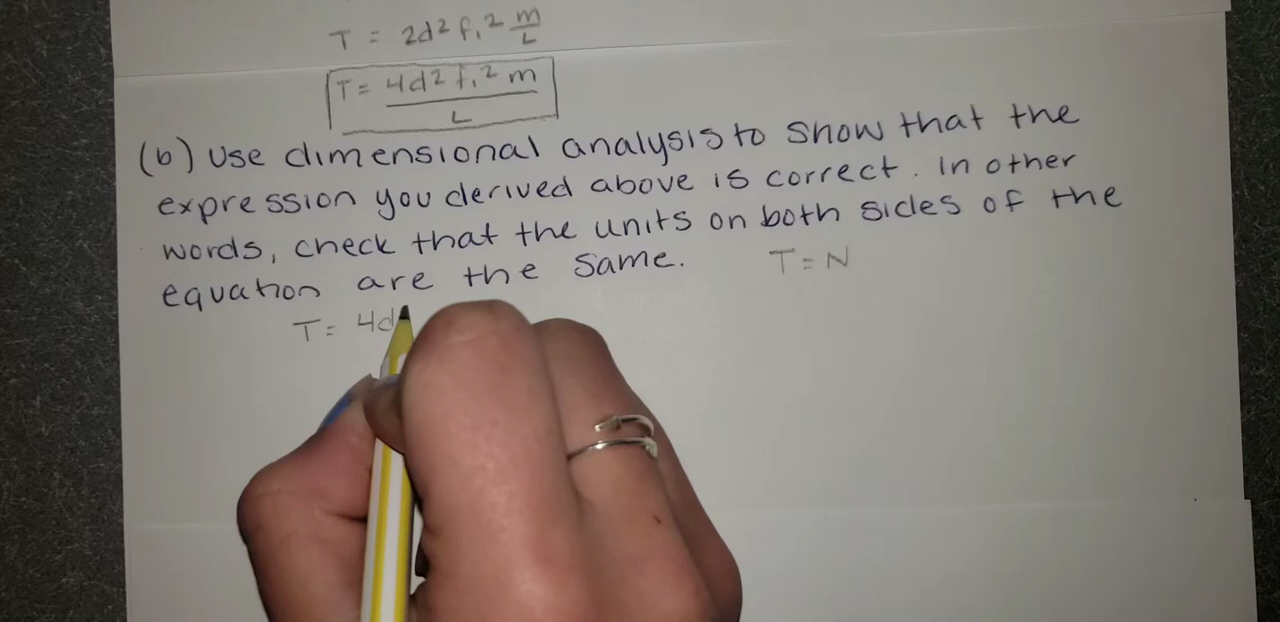 T = 2d² f₁² m/L
T = 4d² f₁² m / L
(b) Use dimensional analysis to show that the
expression you derived above is correct. In other
words, check that the units on both sides of the
equation are the same. T = N
T = 4d